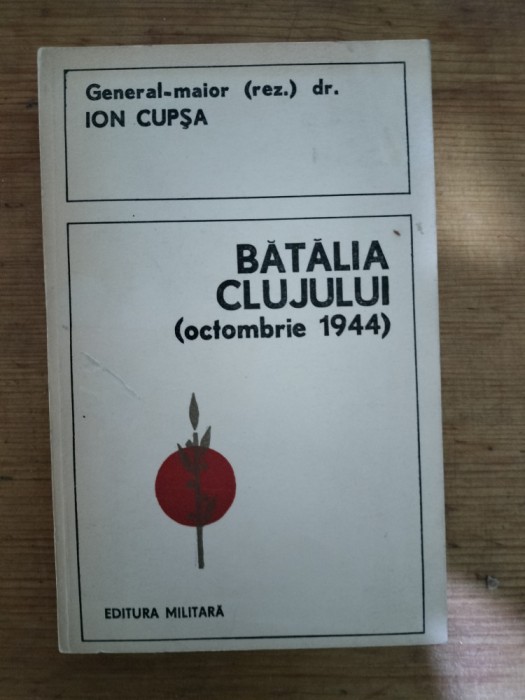 General-maior (rez.) dr.
ION CUPŞA
BĂTĂLIA
CLUJULUI
(octombrie 1944)
EDITURA MILITARĂ